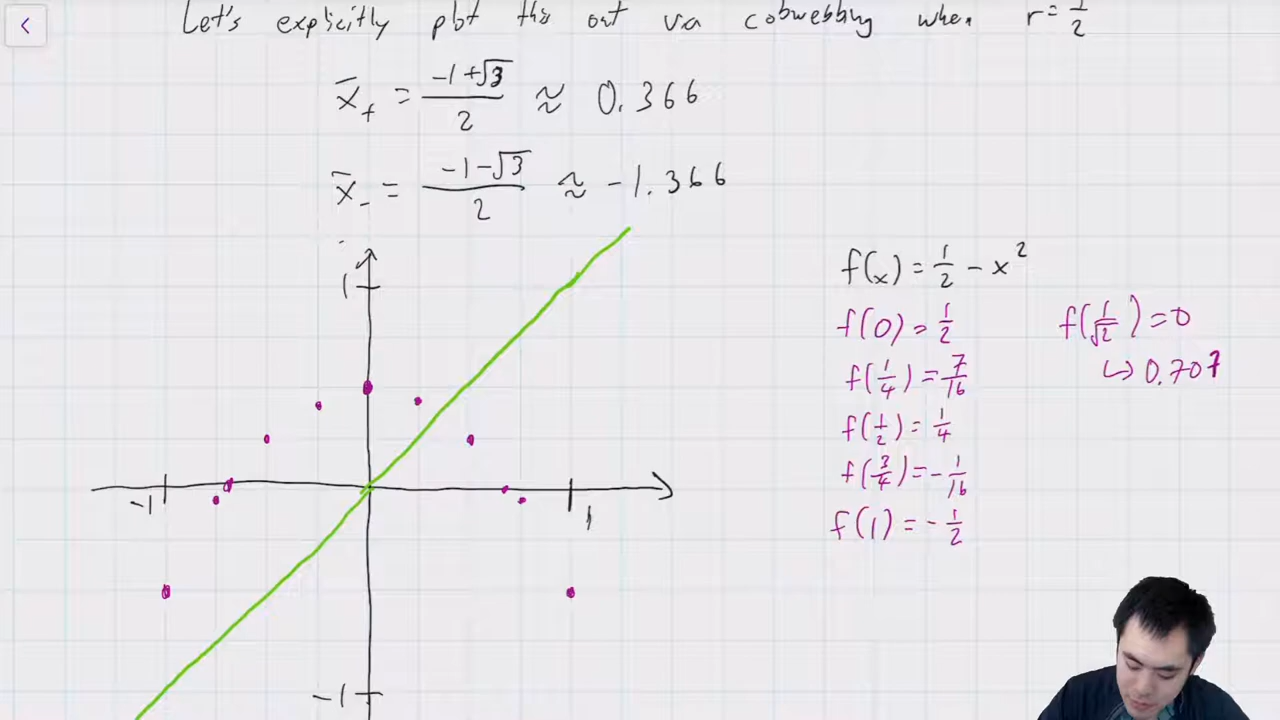 Let's explicitly plot this out via cobwebbing when r = 1/2
x̄₊ = (-1+√3)/2 ≈ 0.366
x̄₋ = (-1-√3)/2 ≈ -1.366
f(x) = 1/2 - x²
f(0) = 1/2
f(1/√2) = 0
↳ 0.707
f(1/4) = 7/16
f(1/2) = 1/4
f(3/4) = -1/16
f(1) = -1/2
1
-1
1
-1